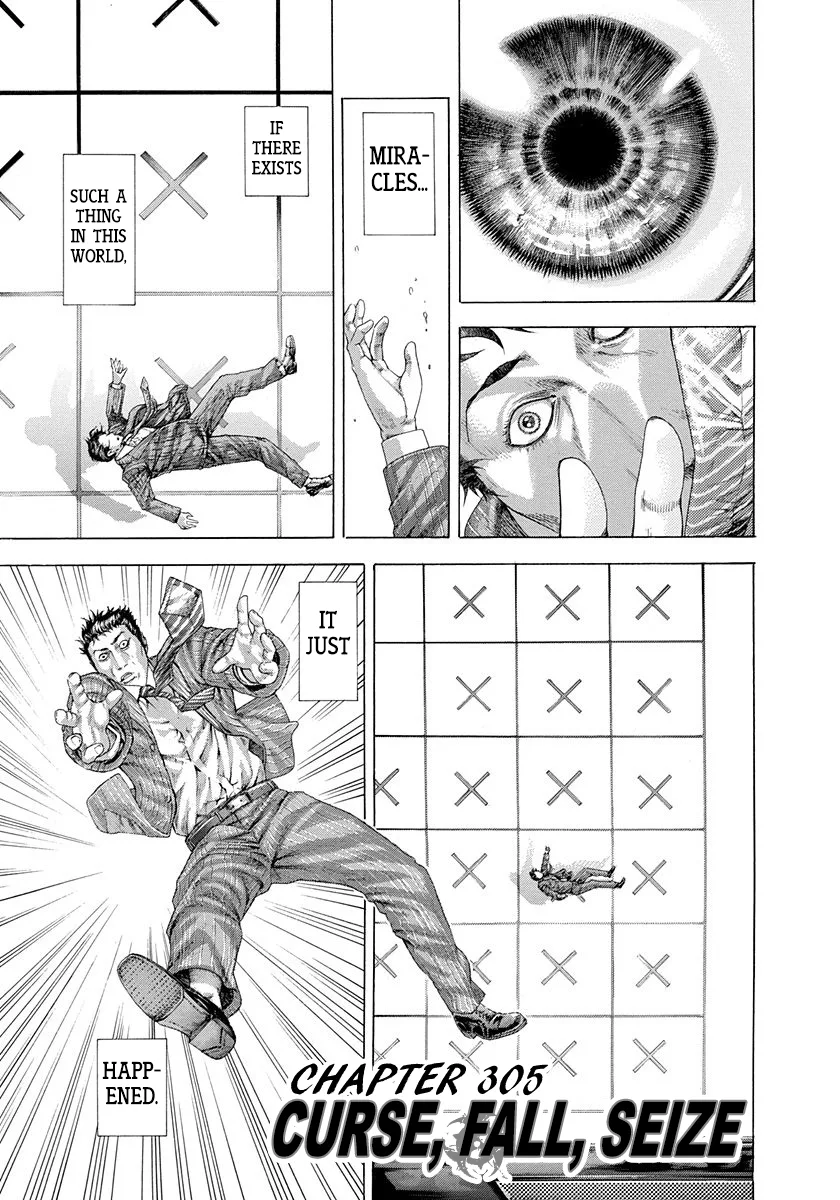 MIRA-
CLES...
IF
THERE
EXISTS
SUCH A
THING
IN THIS
WORLD,
IT
JUST
HAPP-
ENED.
CHAPTER 305
CURSE, FALL, SEIZE